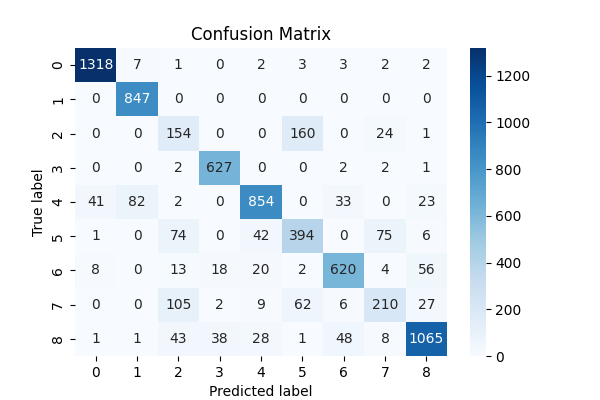 Confusion Matrix
0 1318 7 1 0 2 3 3 2 2
1 0 847 0 0 0 0 0 0 0
2 0 0 154 0 0 160 0 24 1
3 0 0 2 627 0 0 2 2 1
4 41 82 2 0 854 0 33 0 23
5 1 0 74 0 42 394 0 75 6
6 8 0 13 18 20 2 620 4 56
7 0 0 105 2 9 62 6 210 27
8 1 1 43 38 28 1 48 8 1065
0 1 2 3 4 5 6 7 8
True label
Predicted label
1200
1000
800
600
400
200
0